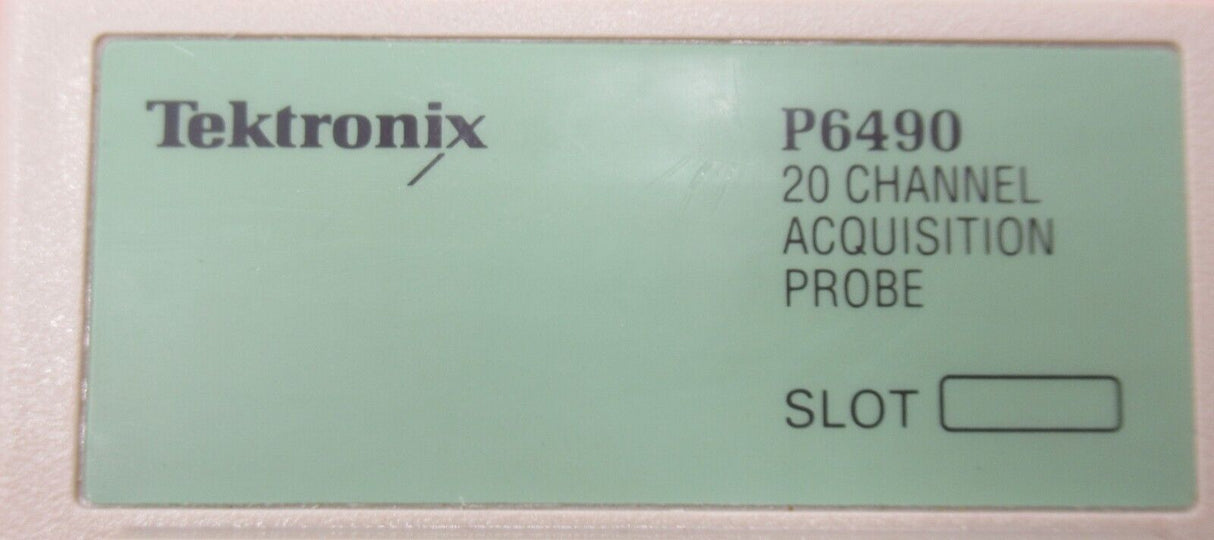 Tektronix
P6490
20 CHANNEL
ACQUISITION
PROBE
SLOT